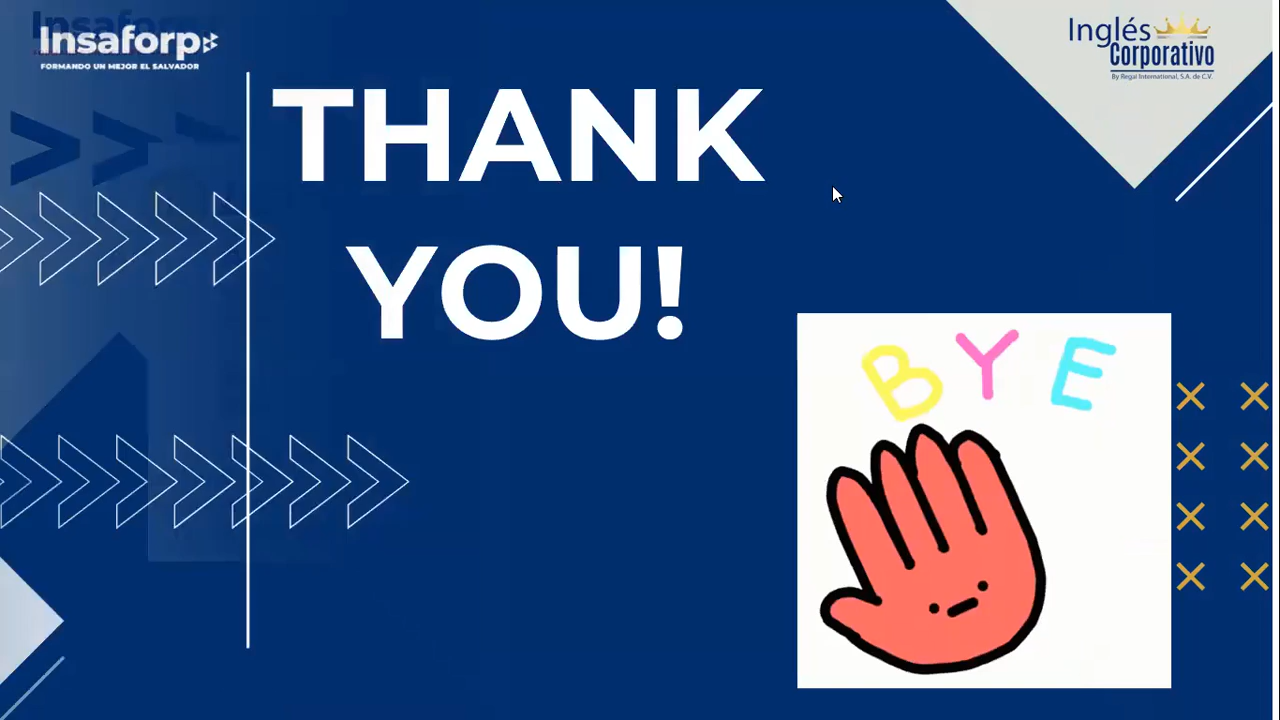 Insaforp
FORMANDO UN MEJOR EL SALVADOR
Inglés
Corporativo
By Regal International, S.A. de C.V.
THANK
YOU!
BYE